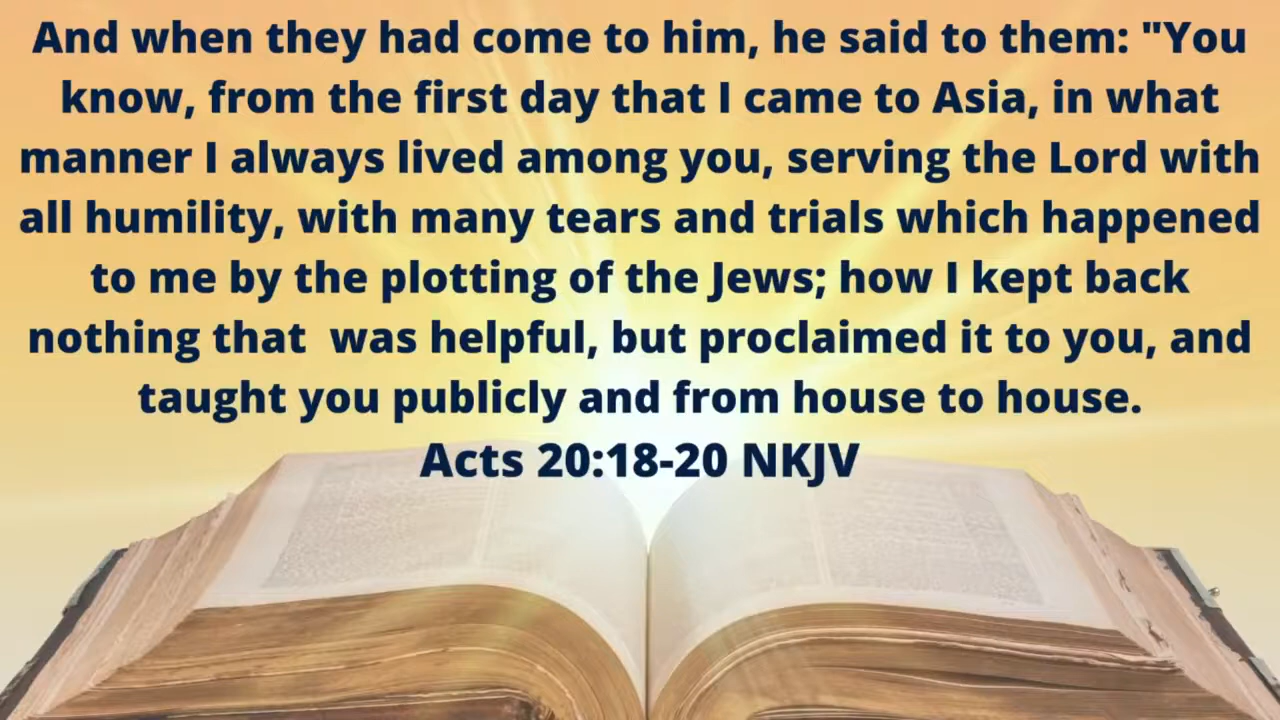 And when they had come to him, he said to them: "You
know, from the first day that I came to Asia, in what
manner I always lived among you, serving the Lord with
all humility, with many tears and trials which happened
to me by the plotting of the Jews; how I kept back
nothing that  was helpful, but proclaimed it to you, and
taught you publicly and from house to house.
Acts 20:18-20 NKJV